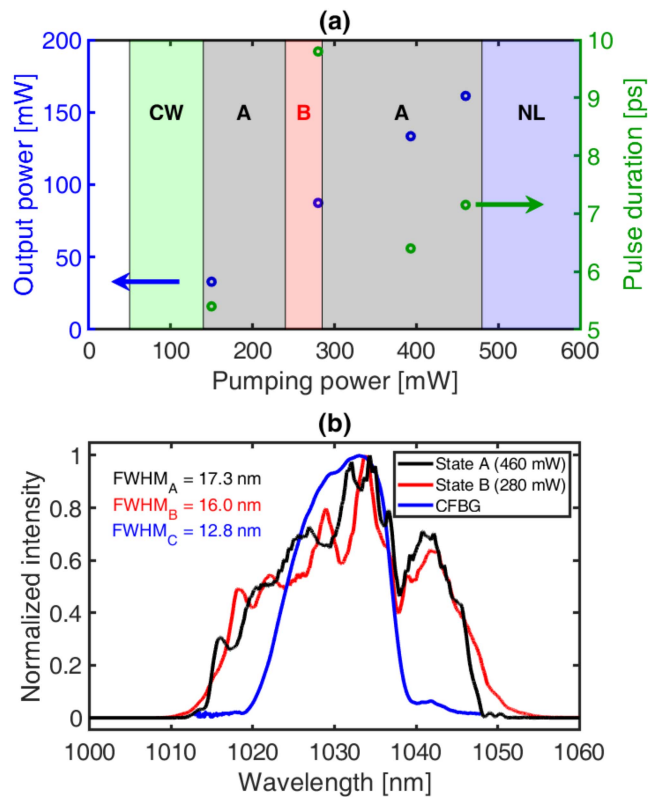 (a)
200
150
100
50
0
Output power [mW]
CW
A
B
A
NL
10
9
8
7
6
5
Pulse duration [ps]
0 100 200 300 400 500 600
Pumping power [mW]
(b)
1
0.8
0.6
0.4
0.2
0
Normalized intensity
FWHM_A = 17.3 nm
FWHM_B = 16.0 nm
FWHM_C = 12.8 nm
State A (460 mW)
State B (280 mW)
CFBG
1000 1010 1020 1030 1040 1050 1060
Wavelength [nm]